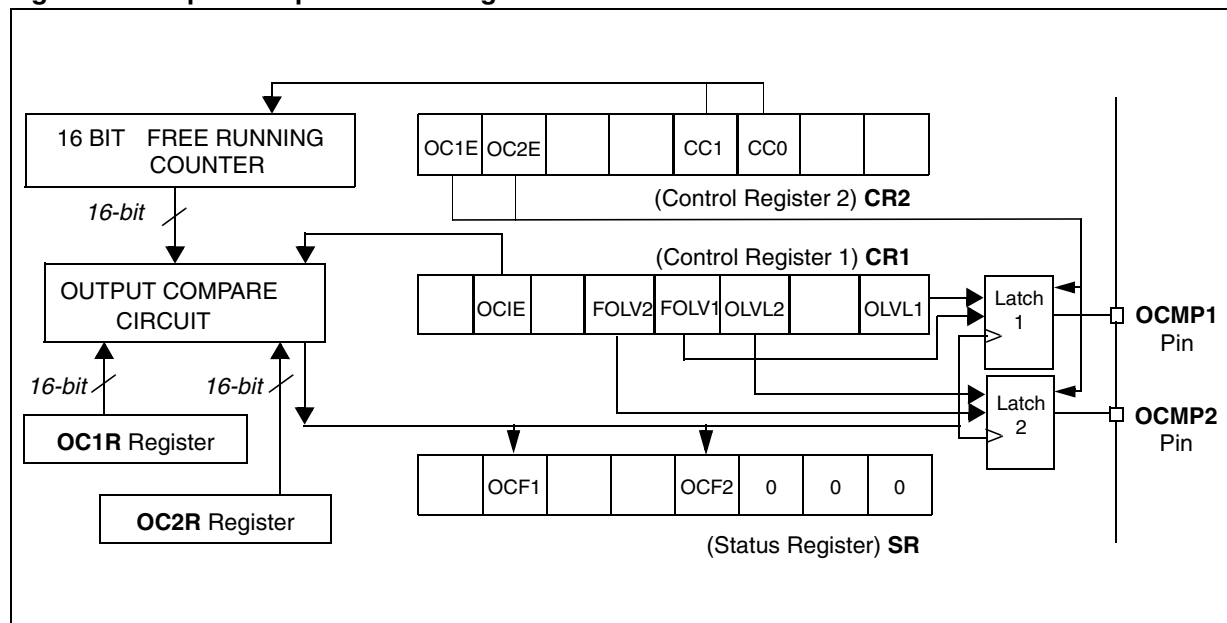 16 BIT FREE RUNNING
COUNTER
OC1E OC2E CC1 CC0
(Control Register 2) CR2
16-bit
(Control Register 1) CR1
OUTPUT COMPARE
CIRCUIT
OCIE FOLV2 FOLV1 OLVL2 OLVL1
Latch
1
OCMP1
Pin
16-bit 16-bit
Latch
2
OCMP2
Pin
OC1R Register
OCF1 OCF2 0 0 0
OC2R Register
(Status Register) SR